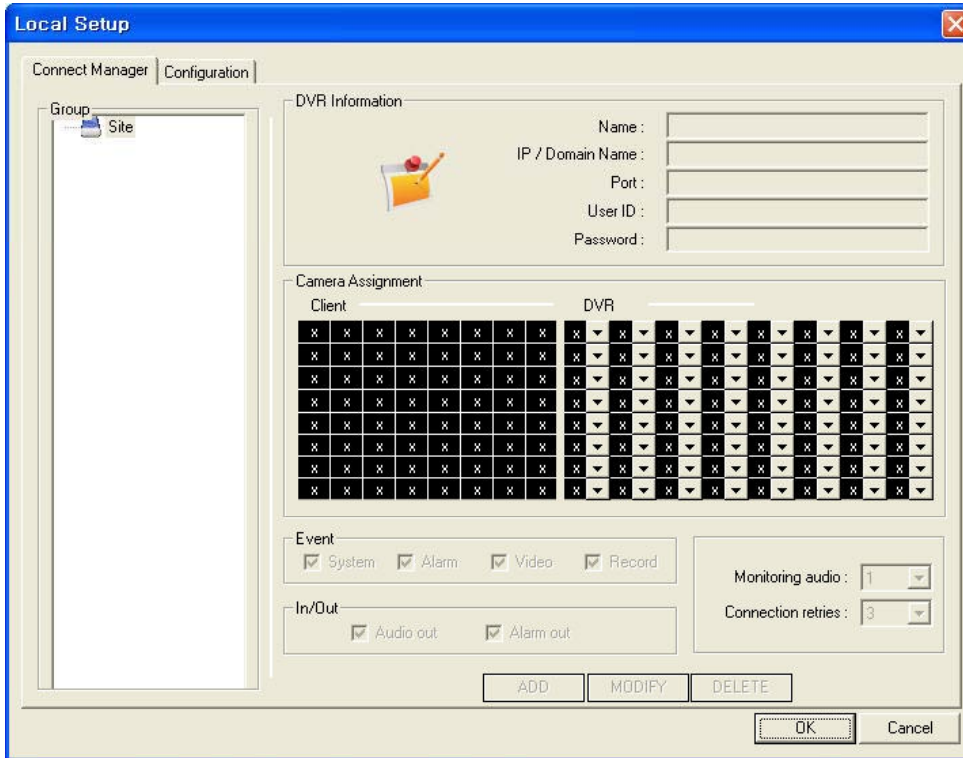 Local Setup
Connect Manager Configuration
Group
Site
DVR Information
Name :
IP / Domain Name :
Port :
User ID :
Password :
Camera Assignment
Client DVR
x x x x x x x x x x x x x x x x
x x x x x x x x x x x x x x x x
x x x x x x x x x x x x x x x x
x x x x x x x x x x x x x x x x
x x x x x x x x x x x x x x x x
x x x x x x x x x x x x x x x x
x x x x x x x x x x x x x x x x
x x x x x x x x x x x x x x x x
Event
System Alarm Video Record
In/Out
Audio out Alarm out
Monitoring audio : 1
Connection retries : 3
ADD MODIFY DELETE
OK Cancel